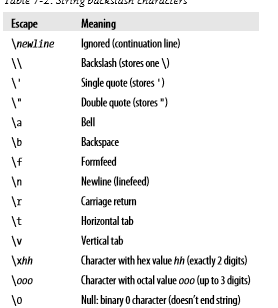 Table 7-2. String backslash characters
Escape Meaning
\newline Ignored (continuation line)
\\ Backslash (stores one \)
\' Single quote (stores ')
\" Double quote (stores ")
\a Bell
\b Backspace
\f Formfeed
\n Newline (linefeed)
\r Carriage return
\t Horizontal tab
\v Vertical tab
\xhh Character with hex value hh (exactly 2 digits)
\ooo Character with octal value ooo (up to 3 digits)
\0 Null: binary 0 character (doesn't end string)